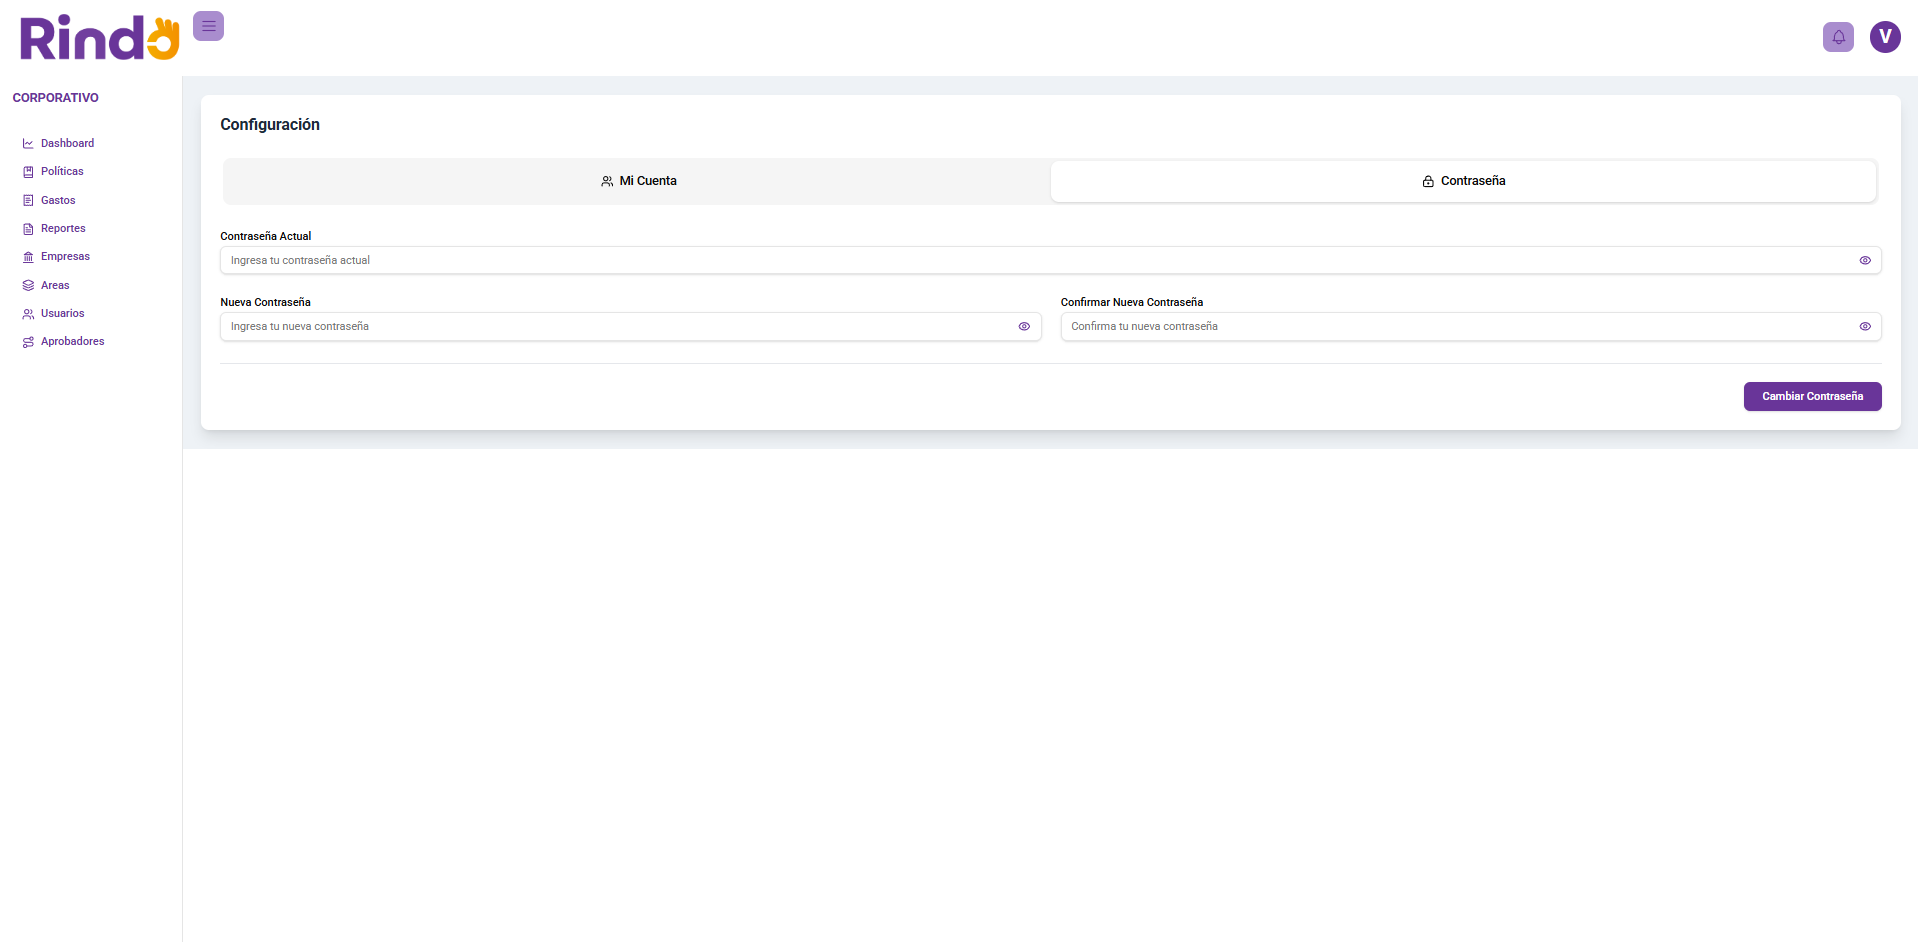 Rindo
V
CORPORATIVO
Dashboard
Políticas
Gastos
Reportes
Empresas
Areas
Usuarios
Aprobadores
Configuración
Mi Cuenta
Contraseña
Contraseña Actual
Ingresa tu contraseña actual
Nueva Contraseña
Ingresa tu nueva contraseña
Confirmar Nueva Contraseña
Confirma tu nueva contraseña
Cambiar Contraseña